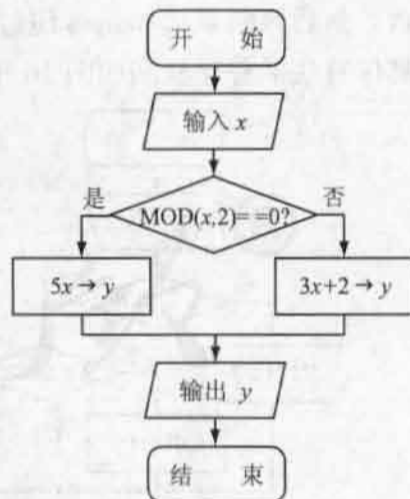 开 始
输入 x
是
否
MOD(x,2)= =0?
5x → y
3x+2 → y
输出 y
结 束